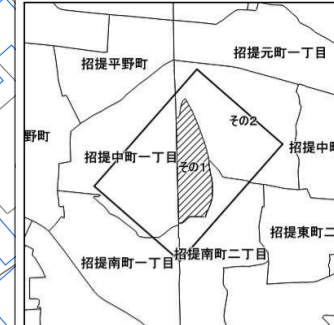 招提元町一丁目
招提平野町
その2
野町
招提中町一丁目
招提中町
その1
招提東町二
招提南町一丁目
招提南町二丁目